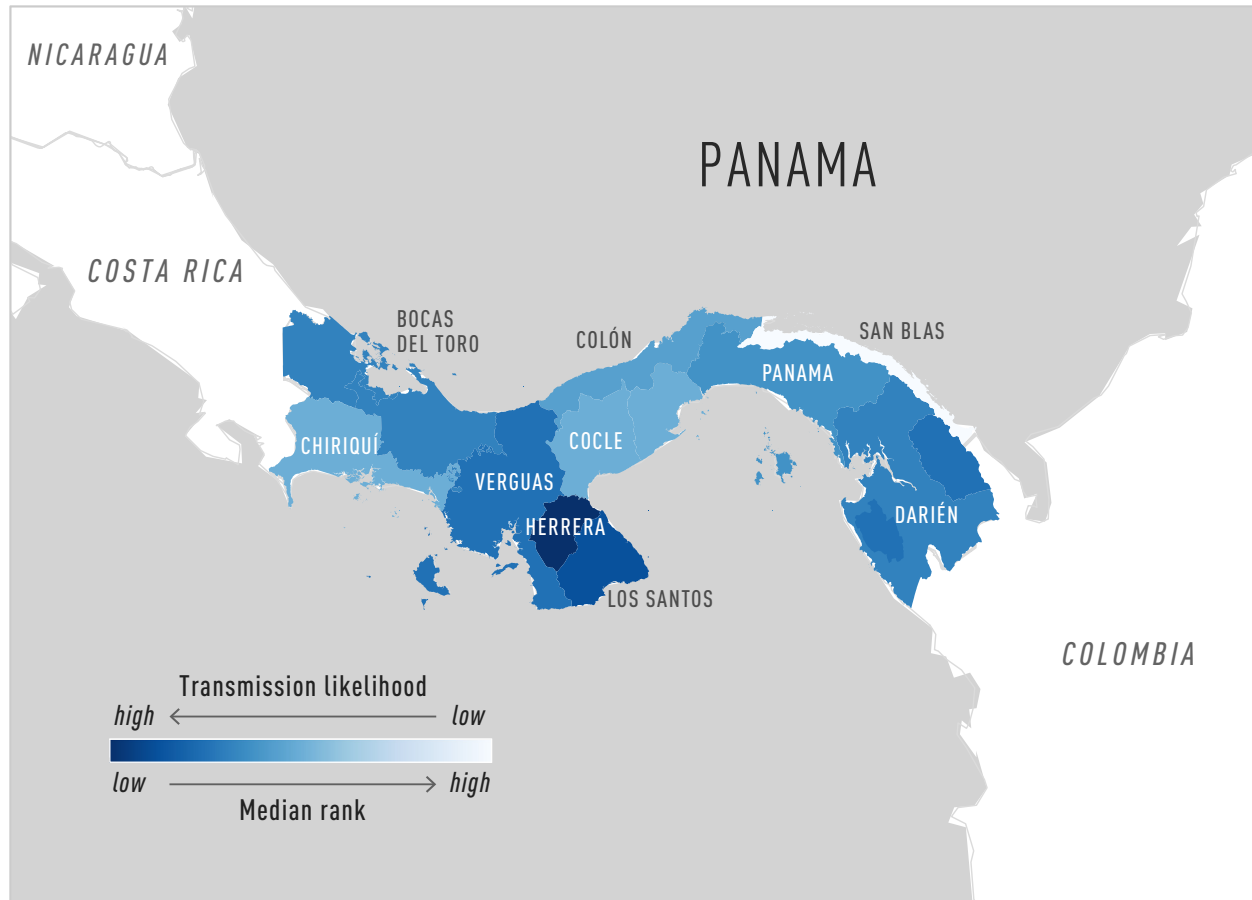 NICARAGUA
PANAMA
COSTA RICA
BOCAS
DEL TORO
COLÓN
SAN BLAS
PANAMA
CHIRIQUÍ
COCLE
VERGUAS
HERRERA
DARIÉN
LOS SANTOS
COLOMBIA
Transmission likelihood
high low
low high
Median rank